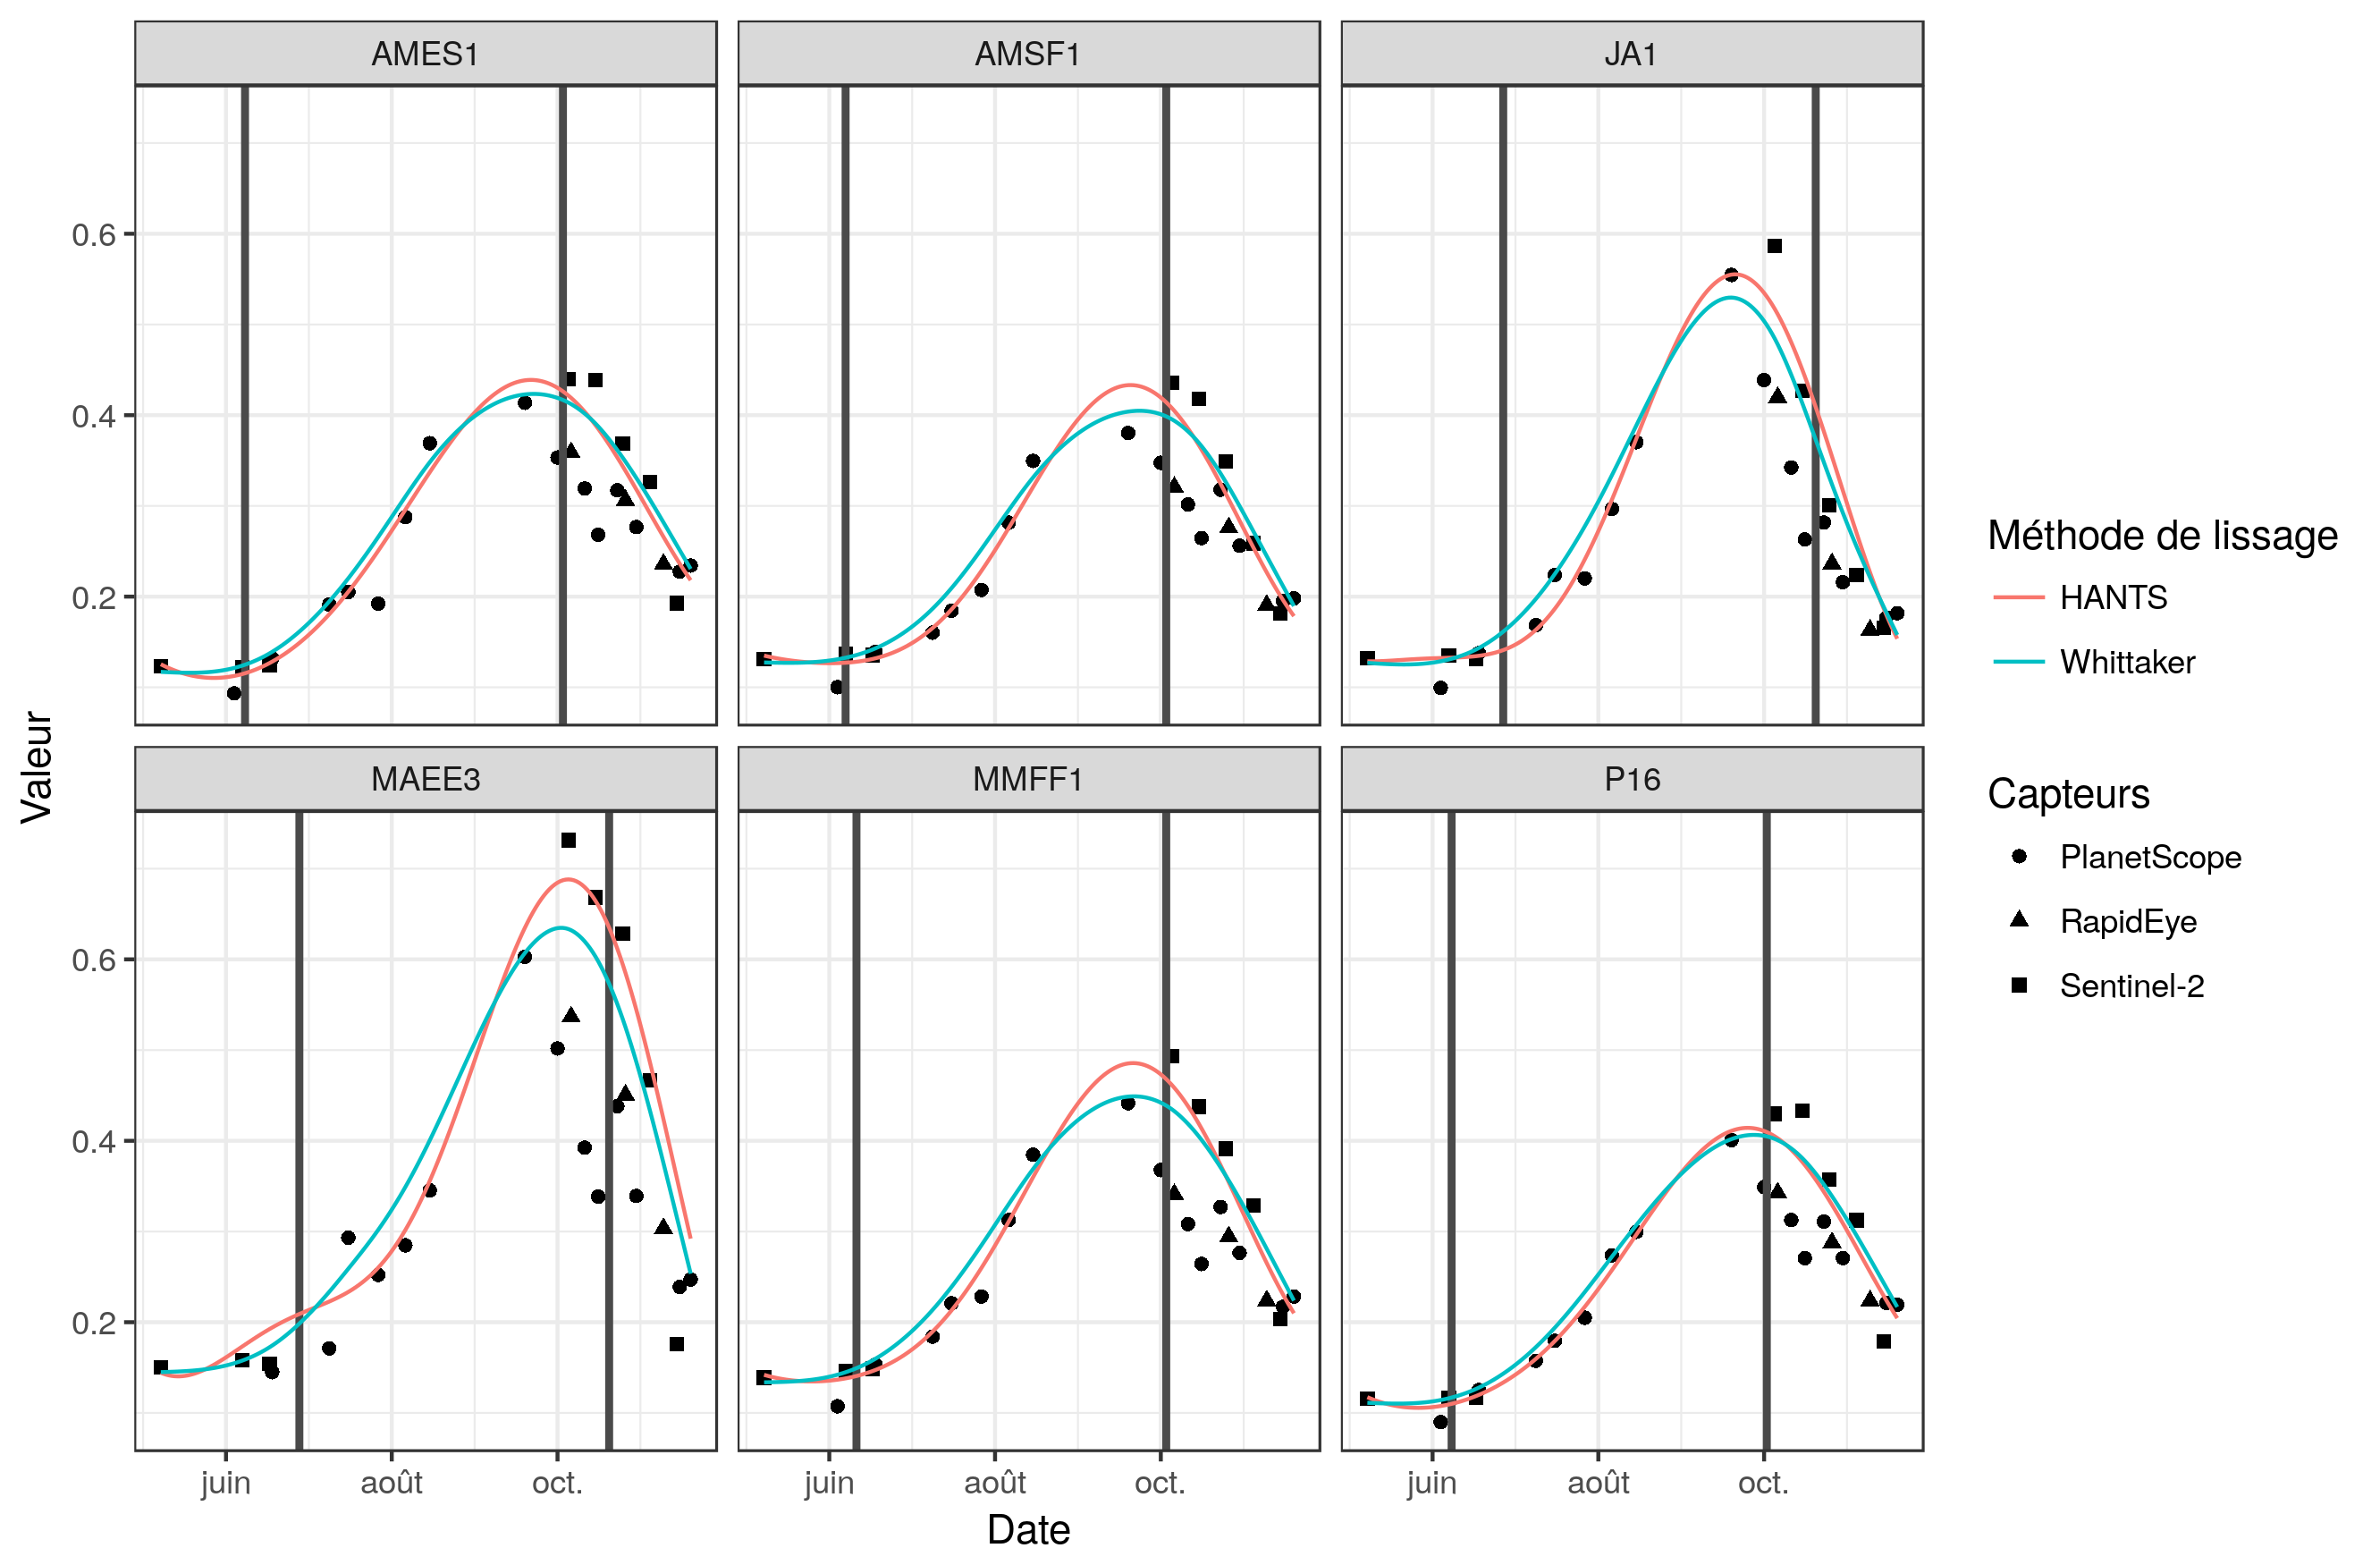 AMES1
AMSF1
JA1
0.6
0.4
0.2
MAEE3
MMFF1
P16
0.6
0.4
0.2
juin
août
oct.
juin
août
oct.
juin
août
oct.
Date
Valeur
Méthode de lissage
HANTS
Whittaker
Capteurs
PlanetScope
RapidEye
Sentinel-2